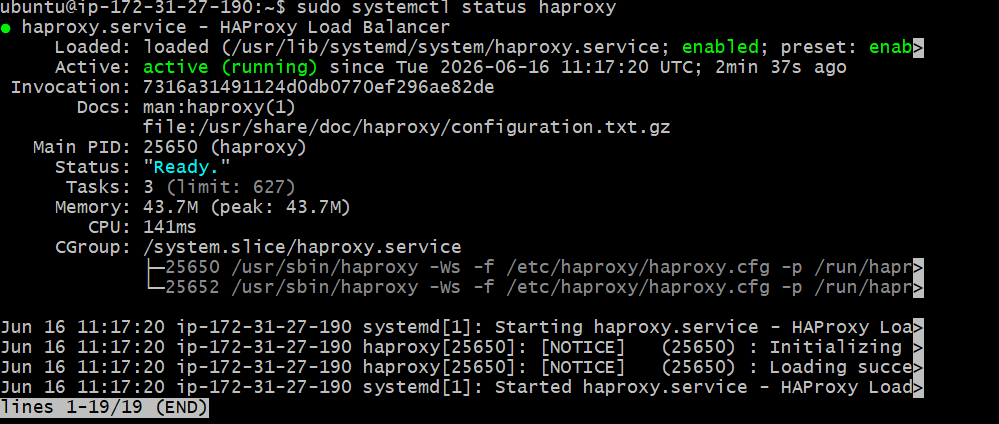 ubuntu@ip-172-31-27-190:~$ sudo systemctl status haproxy
● haproxy.service - HAProxy Load Balancer
     Loaded: loaded (/usr/lib/systemd/system/haproxy.service; enabled; preset: enab>
     Active: active (running) since Tue 2026-06-16 11:17:20 UTC; 2min 37s ago
 Invocation: 7316a31491124d0db0770ef296ae82de
       Docs: man:haproxy(1)
             file:/usr/share/doc/haproxy/configuration.txt.gz
   Main PID: 25650 (haproxy)
     Status: "Ready."
      Tasks: 3 (limit: 627)
     Memory: 43.7M (peak: 43.7M)
        CPU: 141ms
     CGroup: /system.slice/haproxy.service
             ├─25650 /usr/sbin/haproxy -Ws -f /etc/haproxy/haproxy.cfg -p /run/hapr>
             └─25652 /usr/sbin/haproxy -Ws -f /etc/haproxy/haproxy.cfg -p /run/hapr>

Jun 16 11:17:20 ip-172-31-27-190 systemd[1]: Starting haproxy.service - HAProxy Loa>
Jun 16 11:17:20 ip-172-31-27-190 haproxy[25650]: [NOTICE]   (25650) : Initializing >
Jun 16 11:17:20 ip-172-31-27-190 haproxy[25650]: [NOTICE]   (25650) : Loading succe>
Jun 16 11:17:20 ip-172-31-27-190 systemd[1]: Started haproxy.service - HAProxy Load>
lines 1-19/19 (END)